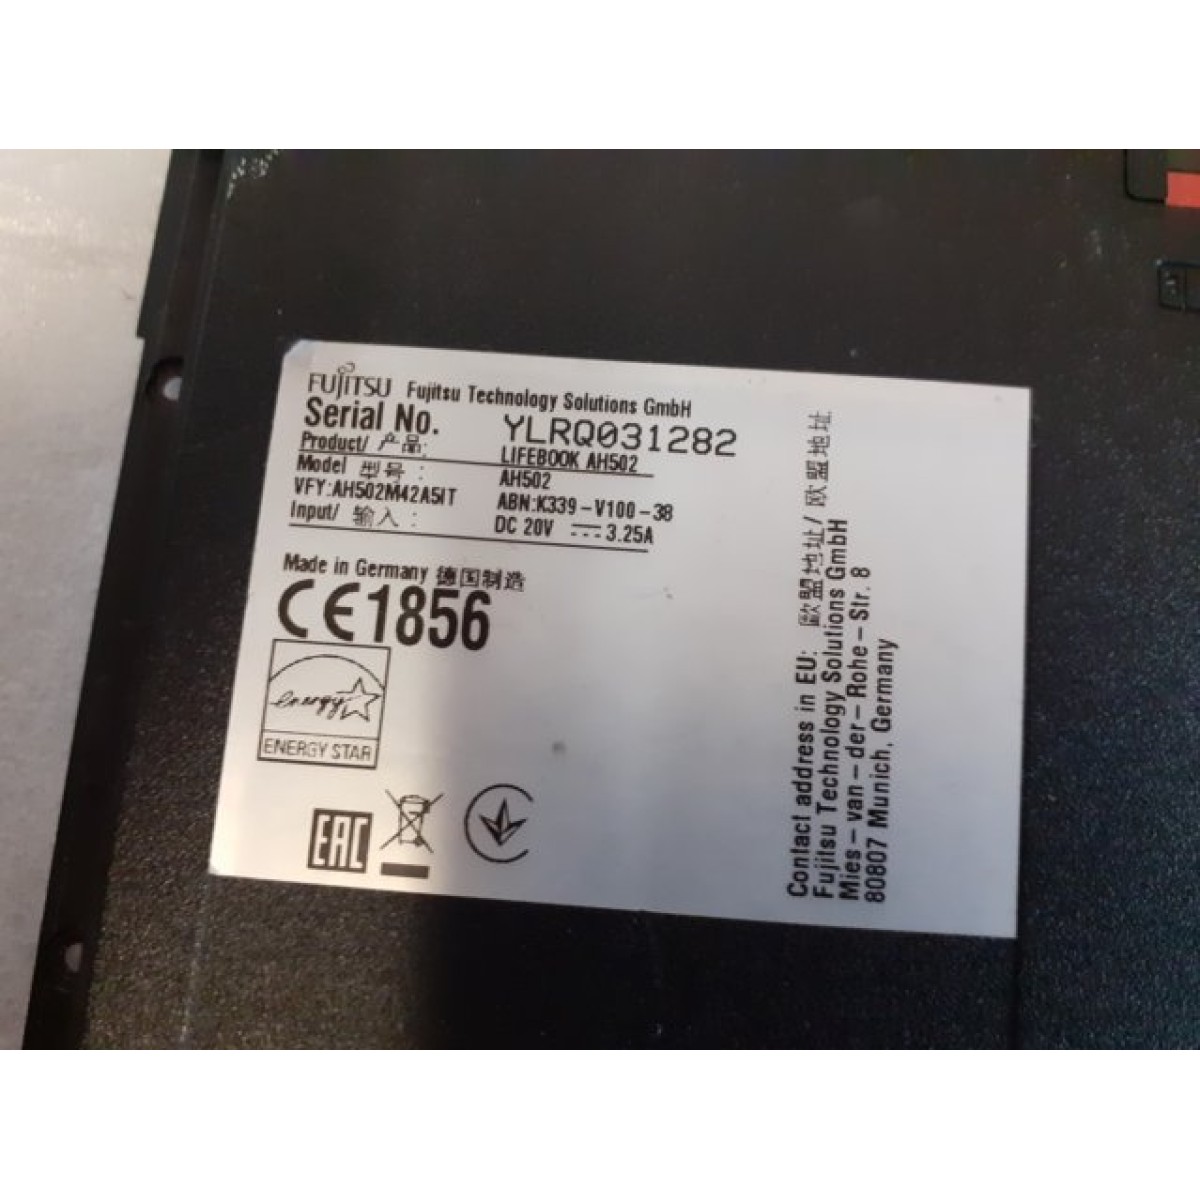 FUJITSU Fujitsu Technology Solutions GmbH
Serial No. YLRQ031282
Product/ 产品: LIFEBOOK AH502
Model 型号: AH502
VFY:AH502M42A5IT ABN:K339-V100-38
Input/ 输入: DC 20V ⎓ 3.25A
Made in Germany 德国制造
CE1856
energy
ENERGY STAR
EAC
Contact address in EU: 歐盟地址/ 欧盟地址
Fujitsu Technology Solutions GmbH
Mies-van-der-Rohe-Str. 8
80807 Munich, Germany